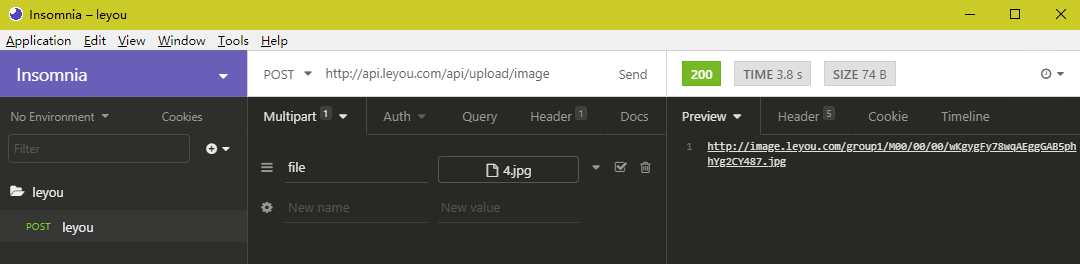 Insomnia – leyou
Application Edit View Window Tools Help
Insomnia
POST http://api.leyou.com/api/upload/image Send
200 TIME 3.8 s SIZE 74 B
No Environment Cookies
Multipart 1 Auth Query Header 1 Docs
Preview Header 5 Cookie Timeline
Filter
1 http://image.leyou.com/group1/M00/00/00/wKgygFy78wqAEggGAB5ph
hYg2CY487.jpg
file 4.jpg
leyou
New name New value
POST leyou